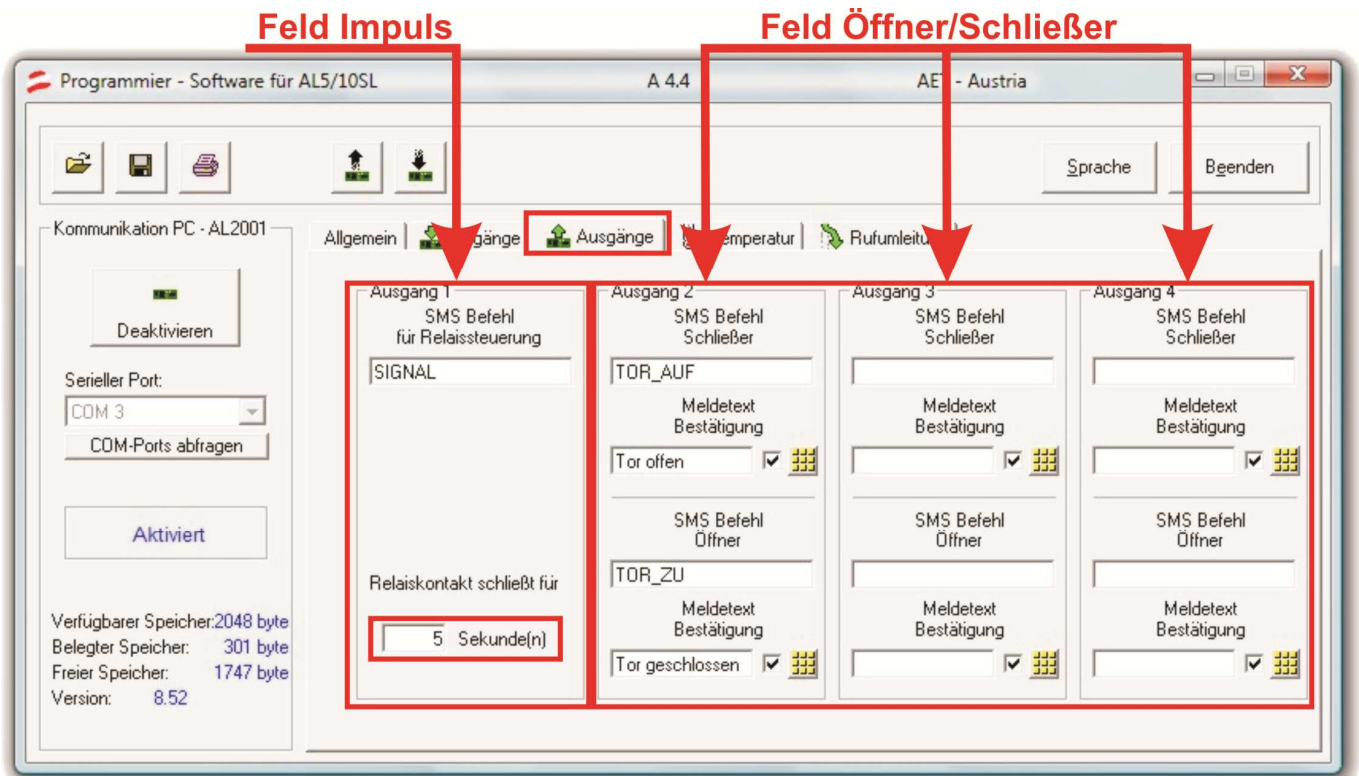 Feld Impuls
Feld Öffner/Schließer
Programmier - Software für AL5/10SL
A 4.4
- Austria
Sprache
Beenden
Kommunikation PC - AL2001
Deaktivieren
Serieller Port:
COM 3
COM-Ports abfragen
Aktiviert
Verfügbarer Speicher: 2048 byte
Belegter Speicher: 301 byte
Freier Speicher: 1747 byte
Version: 8.52
Allgemein
Ausgänge
Ausgang 1
SMS Befehl
für Relaissteuerung
SIGNAL
Relaiskontakt schließt für
5 Sekunde(n)
Ausgang 2
SMS Befehl
Schließer
TOR_AUF
Meldetext
Bestätigung
Tor offen
SMS Befehl
Öffner
TOR_ZU
Meldetext
Bestätigung
Tor geschlossen
Ausgang 3
SMS Befehl
Schließer
Meldetext
Bestätigung
SMS Befehl
Öffner
Meldetext
Bestätigung
Ausgang 4
SMS Befehl
Schließer
Meldetext
Bestätigung
SMS Befehl
Öffner
Meldetext
Bestätigung